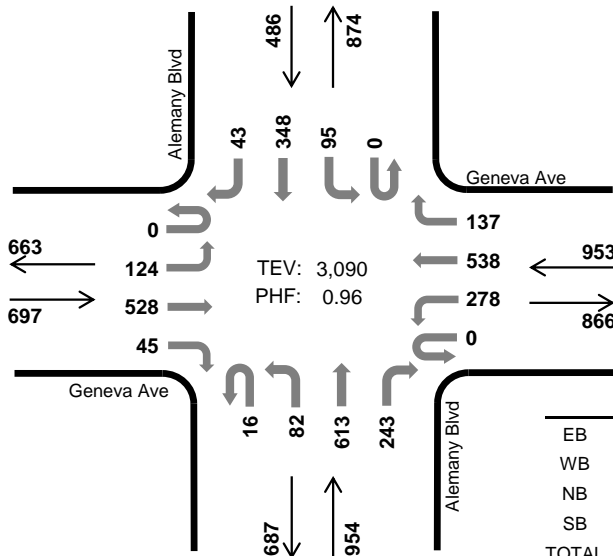 486
874
Alemany Blvd
43
348
95
0
Geneva Ave
0
137
663
124
TEV: 3,090
538
953
PHF: 0.96
697
528
278
866
45
0
Geneva Ave
16
82
613
243
Alemany Blvd
EB
WB
NB
SB
TOTAL
687
954